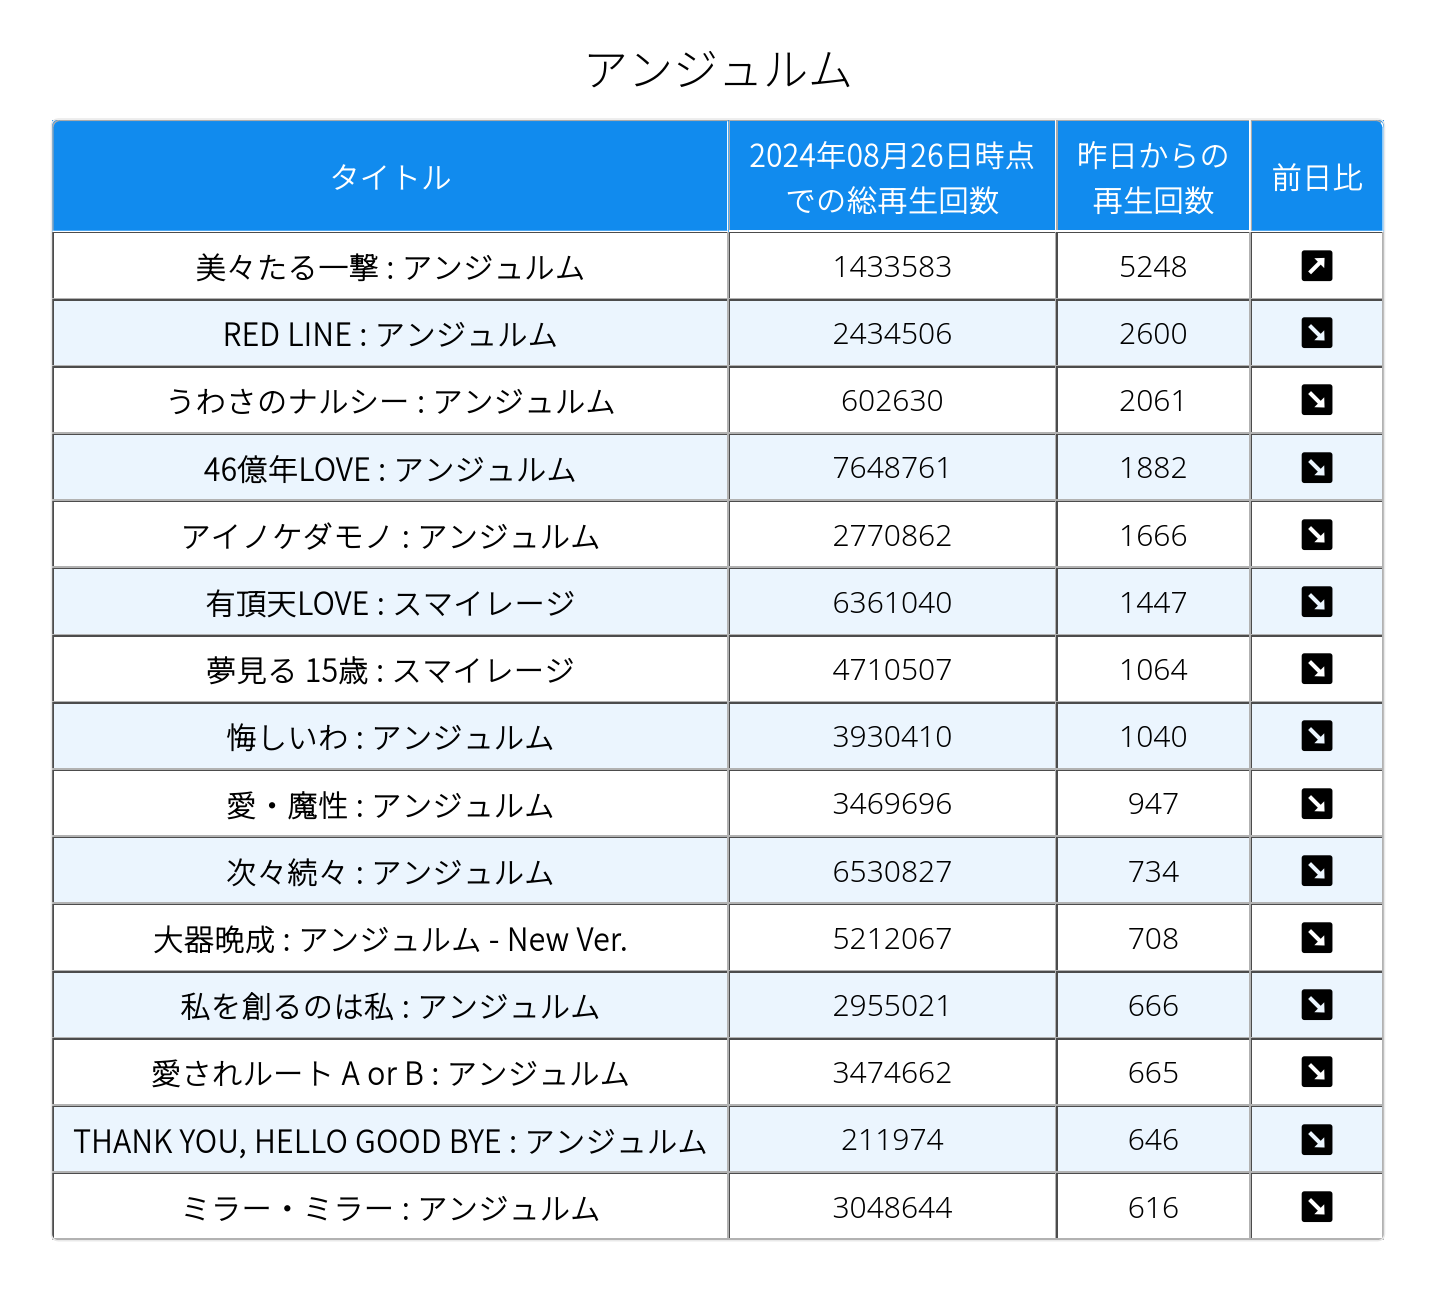 アンジュルム
タイトル 2024年08月26日時点での総再生回数 昨日からの再生回数 前日比
美々たる一撃 : アンジュルム 1433583 5248 ↗
RED LINE : アンジュルム 2434506 2600 ↘
うわさのナルシー : アンジュルム 602630 2061 ↘
46億年LOVE : アンジュルム 7648761 1882 ↘
アイノケダモノ : アンジュルム 2770862 1666 ↘
有頂天LOVE : スマイレージ 6361040 1447 ↘
夢見る 15歳 : スマイレージ 4710507 1064 ↘
悔しいわ : アンジュルム 3930410 1040 ↘
愛・魔性 : アンジュルム 3469696 947 ↘
次々続々 : アンジュルム 6530827 734 ↘
大器晩成 : アンジュルム - New Ver. 5212067 708 ↘
私を創るのは私 : アンジュルム 2955021 666 ↘
愛されルート A or B : アンジュルム 3474662 665 ↘
THANK YOU, HELLO GOOD BYE : アンジュルム 211974 646 ↘
ミラー・ミラー : アンジュルム 3048644 616 ↘